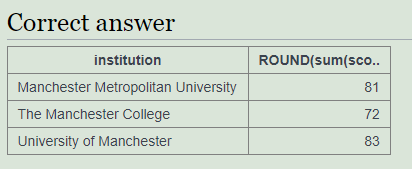 Correct answer
institution ROUND(sum(sco..
Manchester Metropolitan University 81
The Manchester College 72
University of Manchester 83